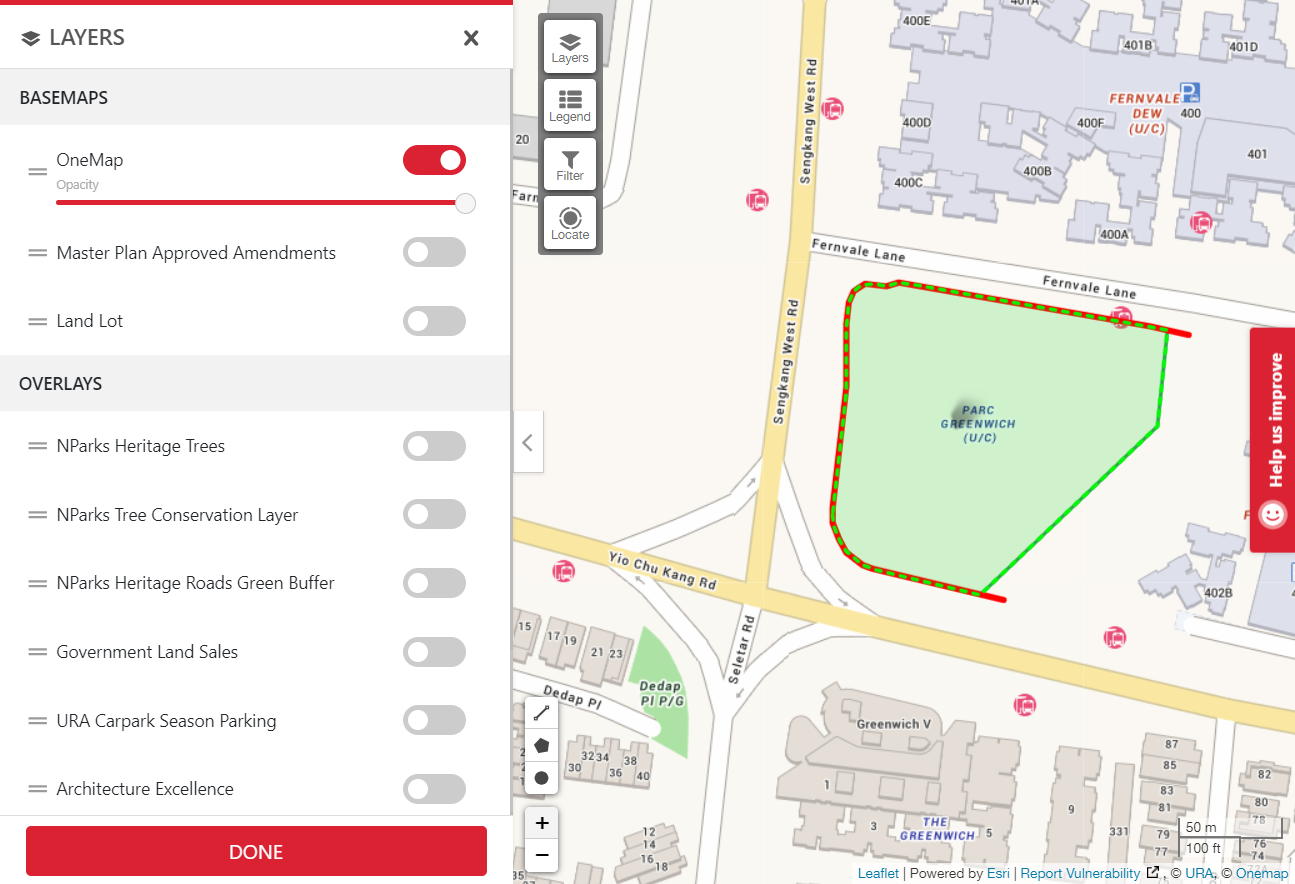 LAYERS
BASEMAPS
OneMap
Opacity
Master Plan Approved Amendments
Land Lot
OVERLAYS
NParks Heritage Trees
NParks Tree Conservation Layer
NParks Heritage Roads Green Buffer
Government Land Sales
URA Carpark Season Parking
Architecture Excellence
DONE
Layers
Legend
Filter
Locate
20
Sengkang West Rd
400E
401B
401D
FERNVALE
DEW
(U/C)
400
400D
400F
401
400B
400C
400A
Fernvale Lane
Fernvale Lane
Sengkang West Rd
PARC
GREENWICH
(U/C)
Help us improve
Yio Chu Kang Rd
402B
Seletar Rd
15
17
19
21
23
Dedap
Pl P/G
Dedap Pl
32
34
38
30
36
40
Greenwich V
1
3
5
THE
GREENWICH
9
331
87
85
83
81
79
77
82
80
78
76
74
12
14
16
18
35
+
−
50 m
100 ft
Leaflet | Powered by Esri | Report Vulnerability , © URA, © Onemap